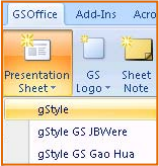 GSOffice Add-Ins Acro
Presentation Sheet
GS Logo
Sheet Note
gStyle
gStyle GS JBWere
gStyle GS Gao Hua